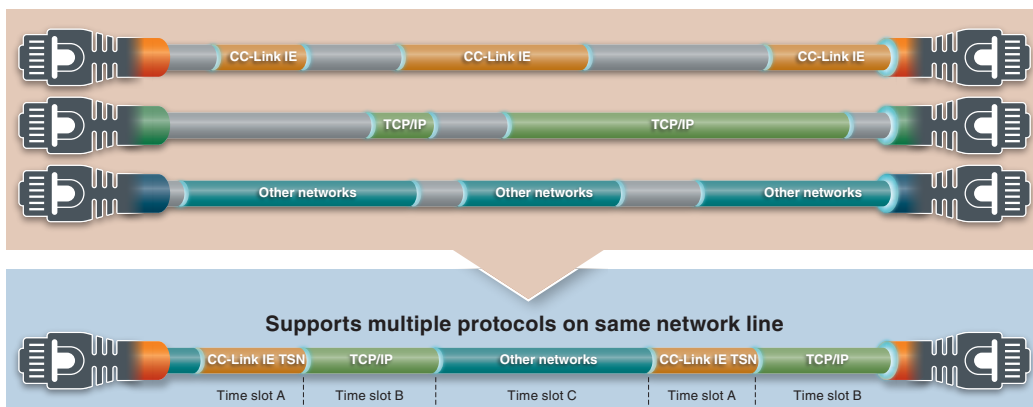 CC-Link IE CC-Link IE CC-Link IE
TCP/IP TCP/IP
Other networks Other networks Other networks
Supports multiple protocols on same network line
CC-Link IE TSN TCP/IP Other networks CC-Link IE TSN TCP/IP
Time slot A Time slot B Time slot C Time slot A Time slot B